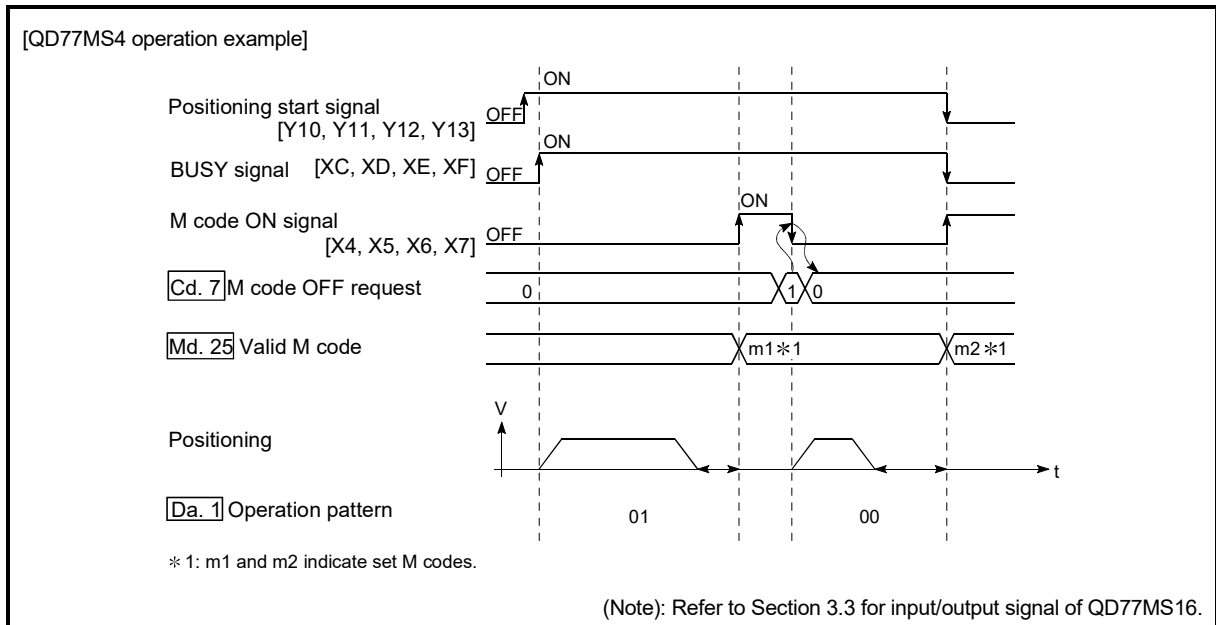 [QD77MS4 operation example]
ON
Positioning start signal
[Y10, Y11, Y12, Y13]
OFF
ON
BUSY signal [XC, XD, XE, XF]
OFF
ON
M code ON signal
[X4, X5, X6, X7]
OFF
Cd. 7 M code OFF request
0 1 0
Md. 25 Valid M code
m1*1 m2*1
V
Positioning
t
Da. 1 Operation pattern
01 00
*1: m1 and m2 indicate set M codes.
(Note): Refer to Section 3.3 for input/output signal of QD77MS16.